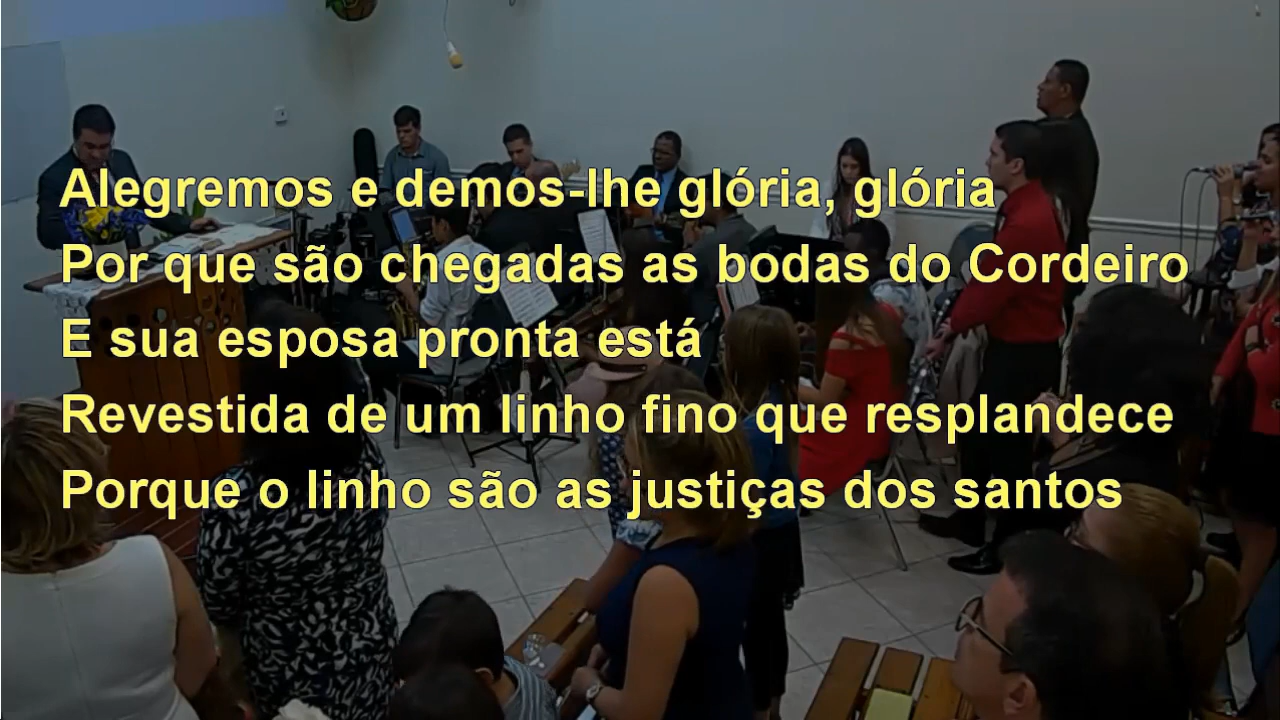 Alegremos e demos-lhe glória, glória
Por que são chegadas as bodas do Cordeiro
E sua esposa pronta está
Revestida de um linho fino que resplandece
Porque o linho são as justiças dos santos